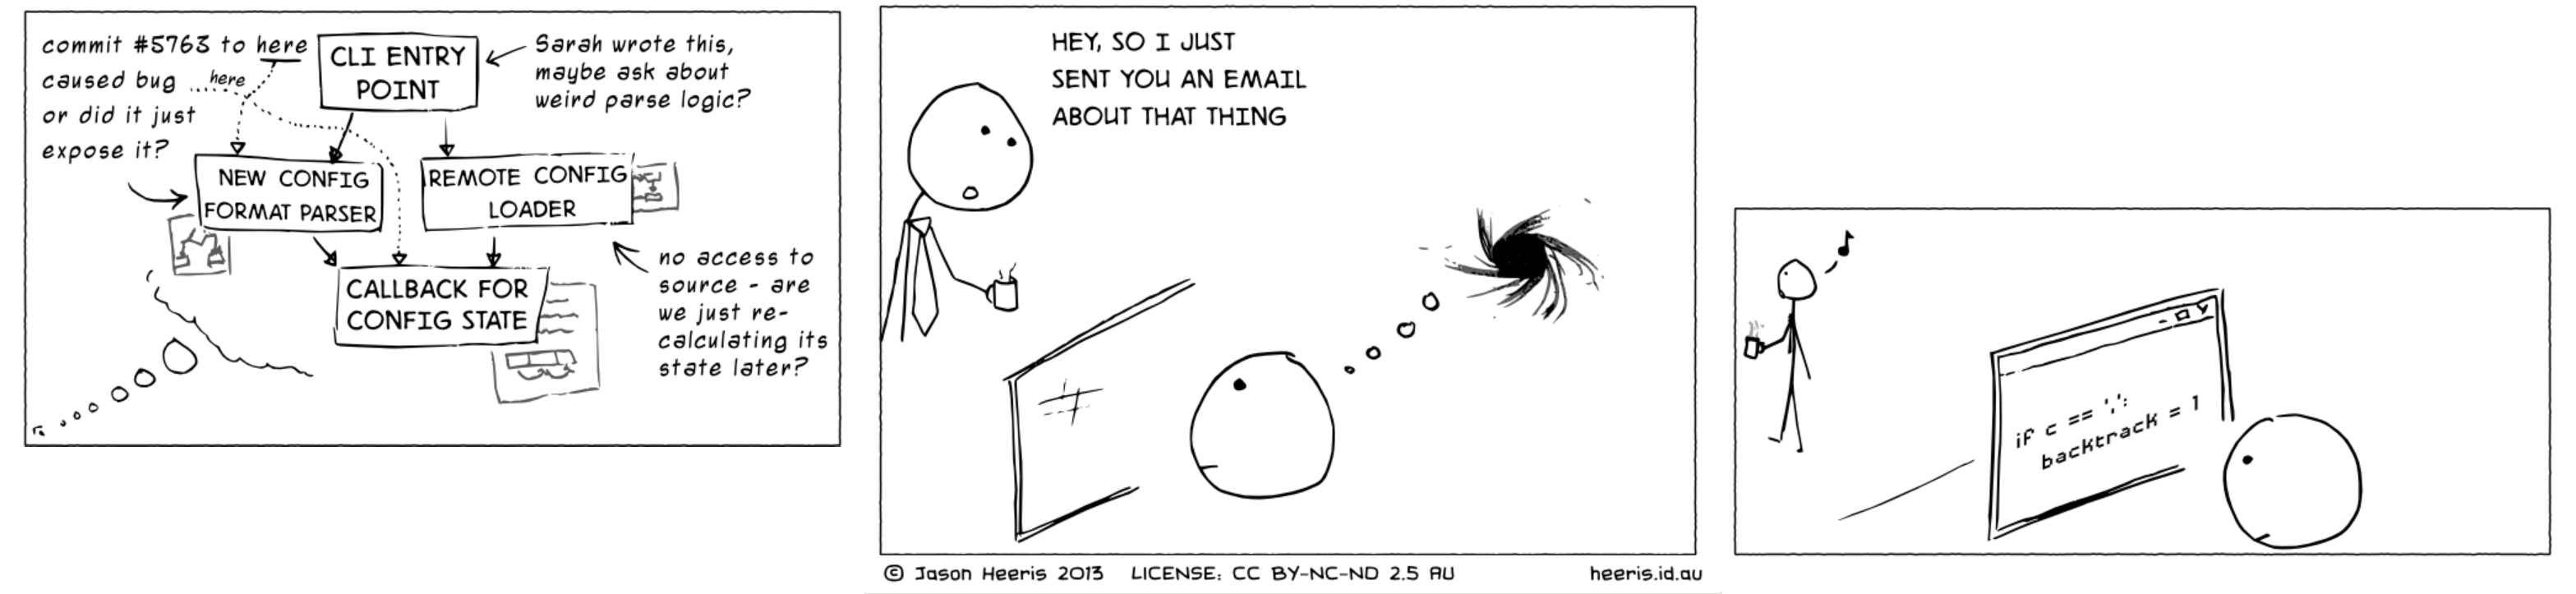 commit #5763 to here
caused bug ....here
or did it just
expose it?
CLI ENTRY
POINT
Sarah wrote this,
maybe ask about
weird parse logic?
NEW CONFIG
FORMAT PARSER
REMOTE CONFIG
LOADER
CALLBACK FOR
CONFIG STATE
no access to
source - are
we just re-
calculating its
state later?
HEY, SO I JUST
SENT YOU AN EMAIL
ABOUT THAT THING
© Jason Heeris 2013 LICENSE: CC BY-NC-ND 2.5 AU heeris.id.au
if c == ',':
backtrack = 1